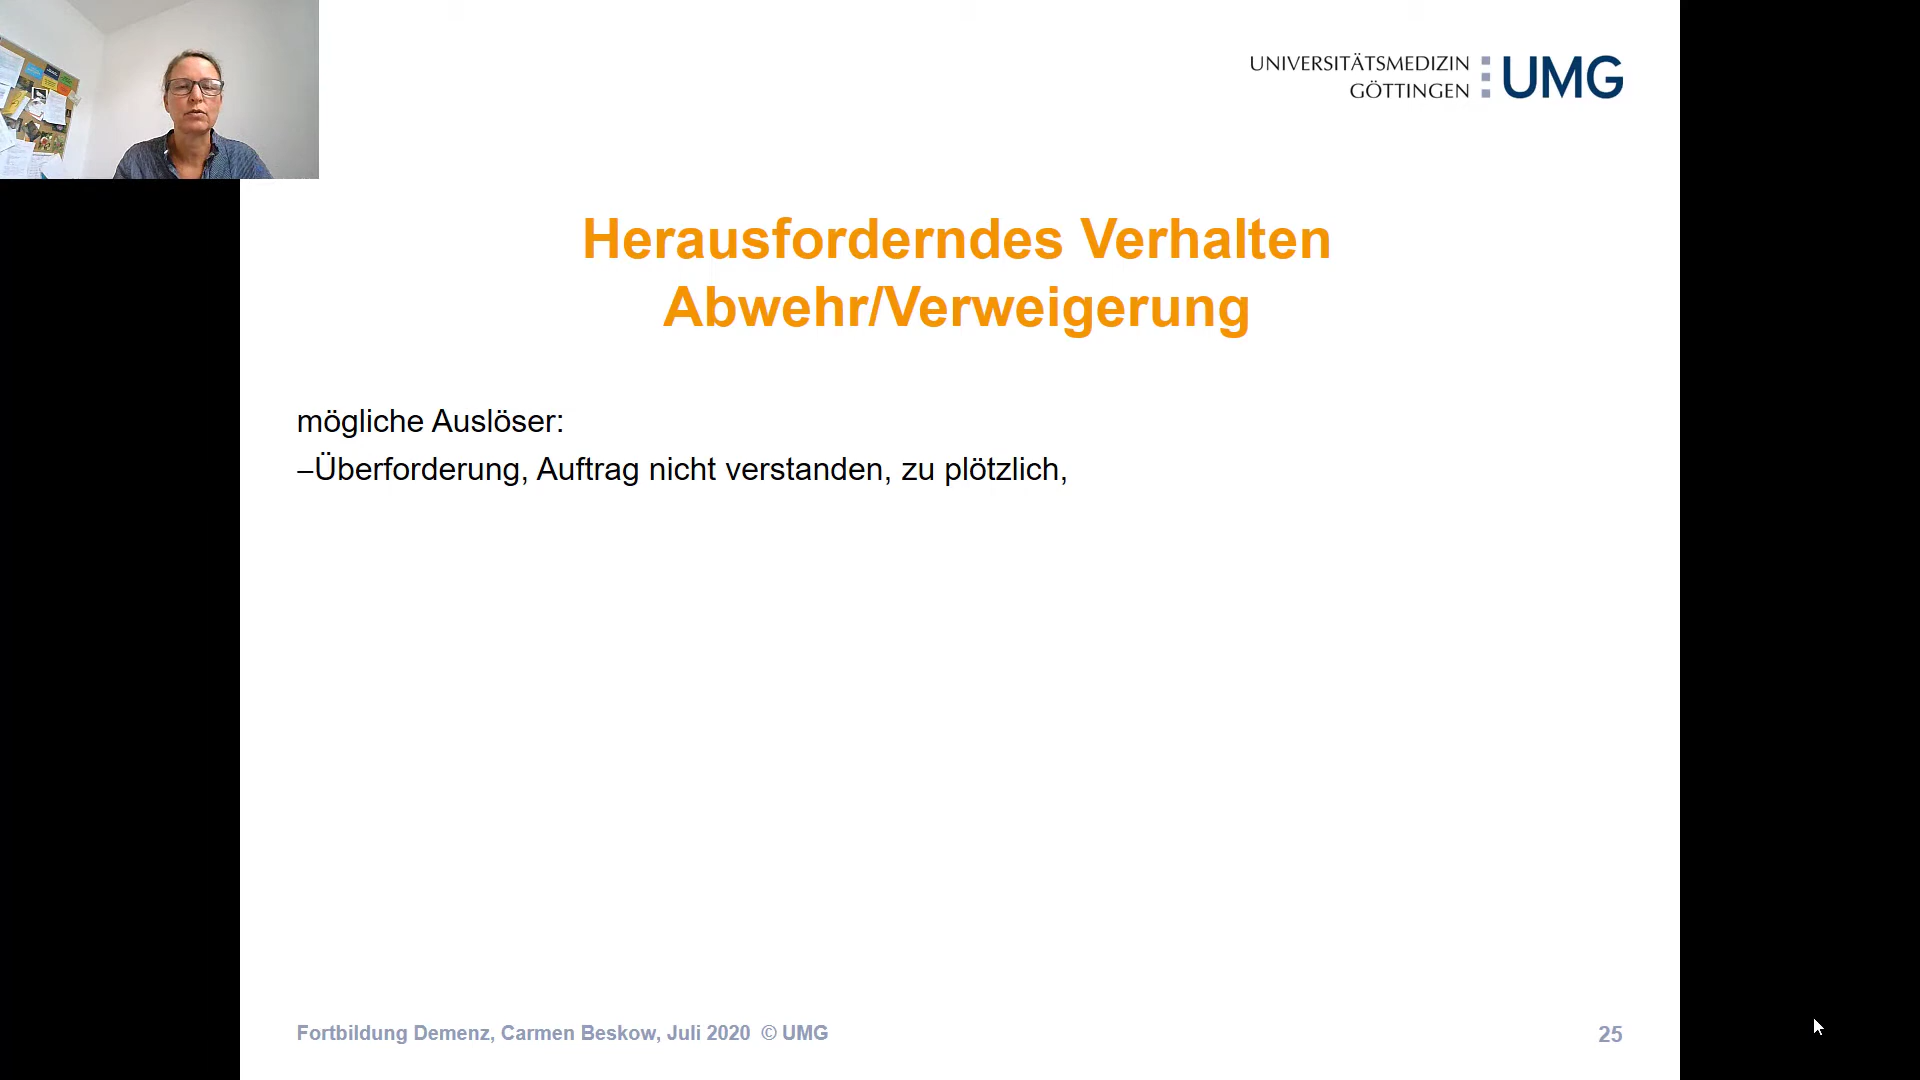 UNIVERSITÄTSMEDIZIN
GÖTTINGEN
UMG
Herausforderndes Verhalten
Abwehr/Verweigerung
mögliche Auslöser:
–Überforderung, Auftrag nicht verstanden, zu plötzlich,
Fortbildung Demenz, Carmen Beskow, Juli 2020 © UMG
25